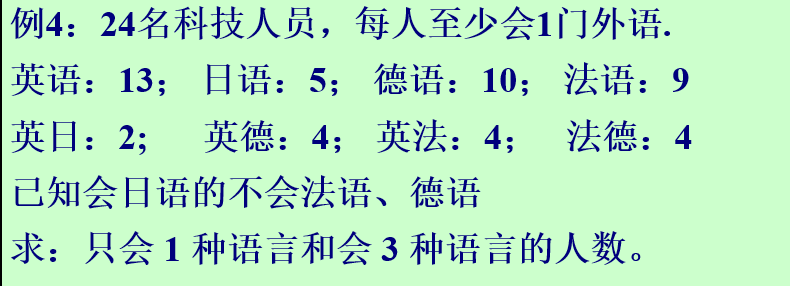 例4：24名科技人员，每人至少会1门外语.
英语：13； 日语：5； 德语：10； 法语：9
英日：2; 英德：4； 英法：4； 法德：4
已知会日语的不会法语、德语
求：只会 1 种语言和会 3 种语言的人数。